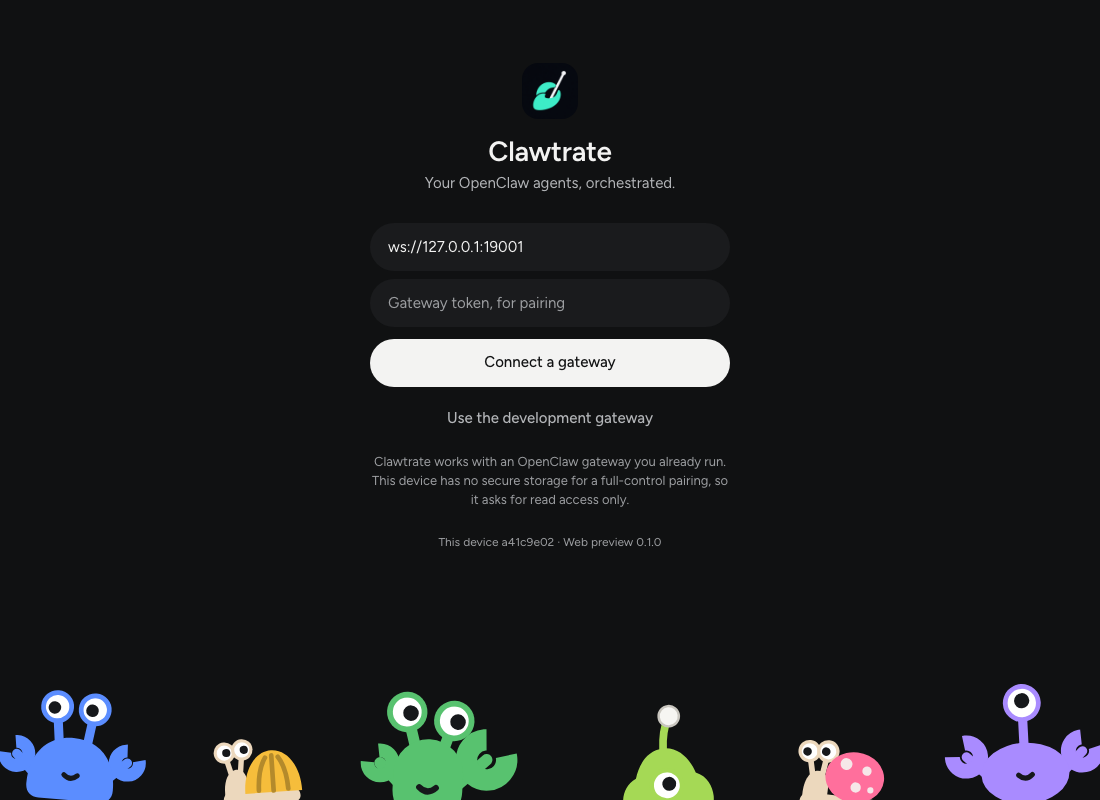 Clawtrate
Your OpenClaw agents, orchestrated.
ws://127.0.0.1:19001
Gateway token, for pairing
Connect a gateway
Use the development gateway
Clawtrate works with an OpenClaw gateway you already run.
This device has no secure storage for a full-control pairing, so
it asks for read access only.
This device a41c9e02 · Web preview 0.1.0